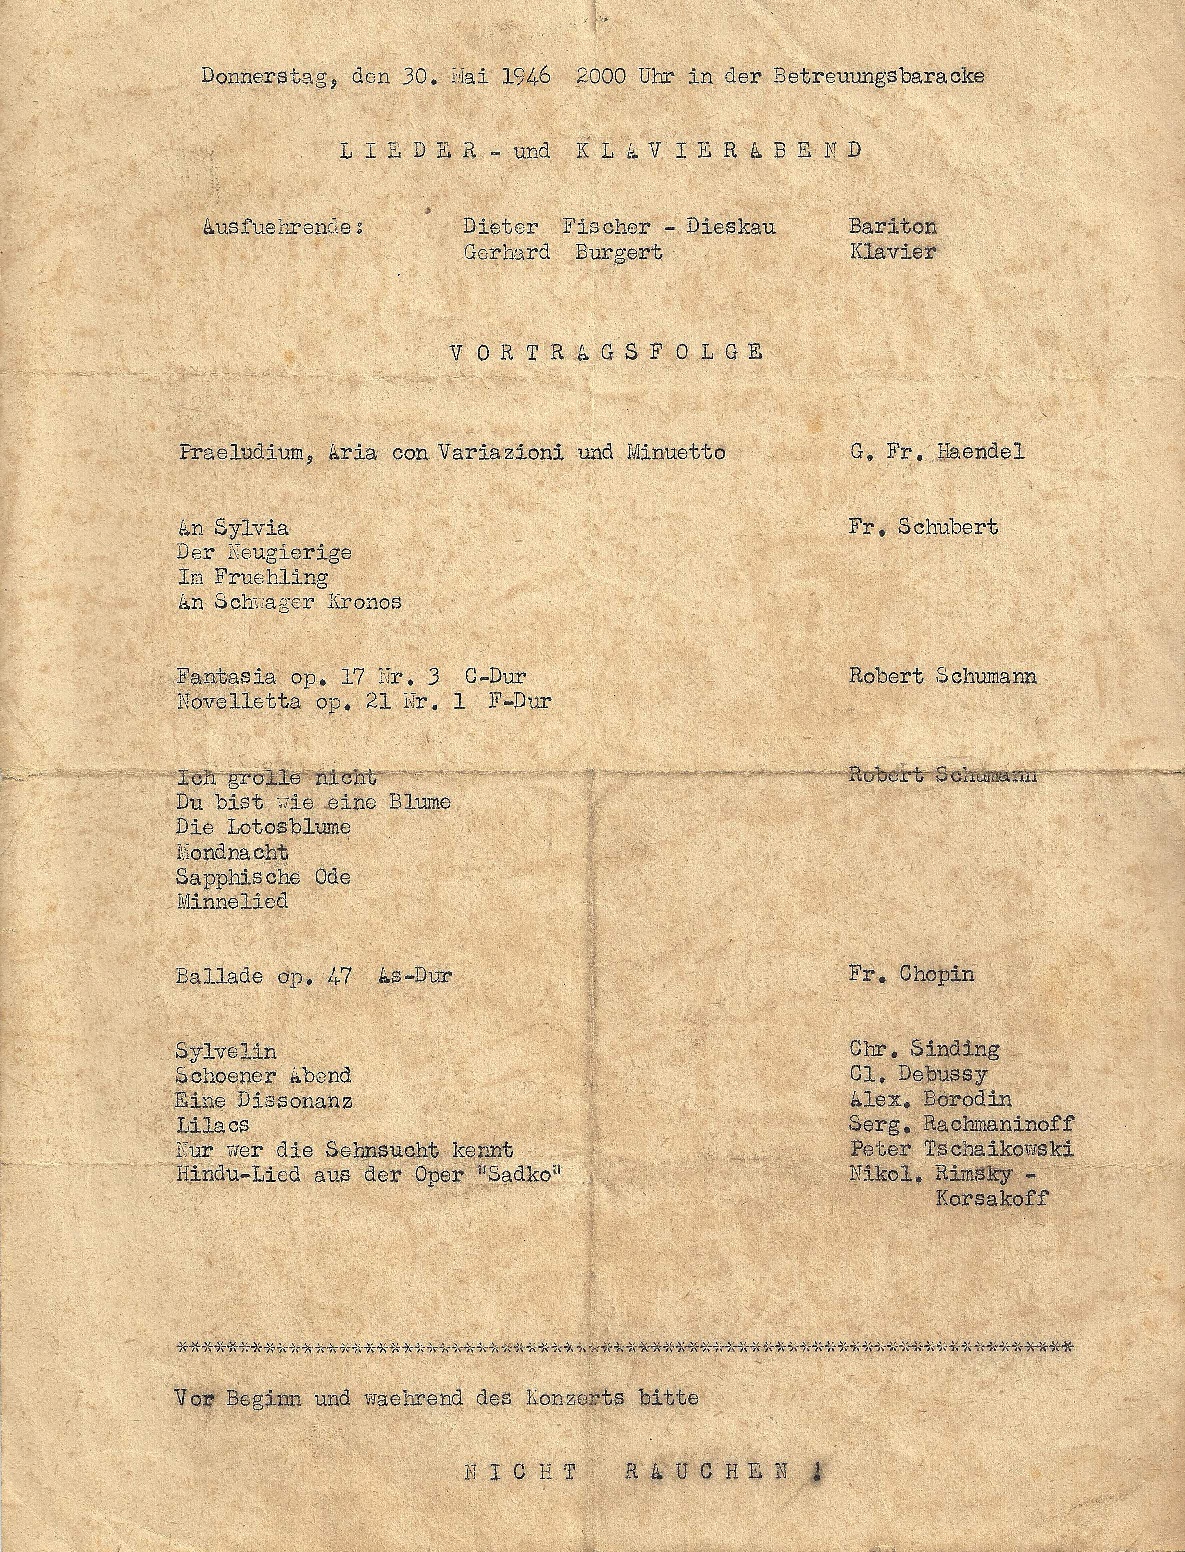 Donnerstag, den 30. Mai 1946 2000 Uhr in der Betreuungsbaracke
LIEDER - und KLAVIERABEND
Ausfuehrende: Dieter Fischer - Dieskau Bariton
Gerhard Burgert Klavier
VORTRAGSFOLGE
Praeludium, Aria con Variazioni und Minuetto G. Fr. Haendel
An Sylvia Fr. Schubert
Der Neugierige
Im Fruehling
An Schwager Kronos
Fantasia op. 17 Nr. 3 C-Dur Robert Schumann
Novelletta op. 21 Nr. 1 F-Dur
Ich grolle nicht Robert Schumann
Du bist wie eine Blume
Die Lotosblume
Mondnacht
Sapphische Ode
Minnelied
Ballade op. 47 As-Dur Fr. Chopin
Sylvelin Chr. Sinding
Schoener Abend Cl. Debussy
Eine Dissonanz Alex. Borodin
Lilacs Serg. Rachmaninoff
Nur wer die Sehnsucht kennt Peter Tschaikowski
Hindu-Lied aus der Oper "Sadko" Nikol. Rimsky -
Korsakoff
************************************************************************
Vor Beginn und waehrend des Konzerts bitte
NICHT RAUCHEN!